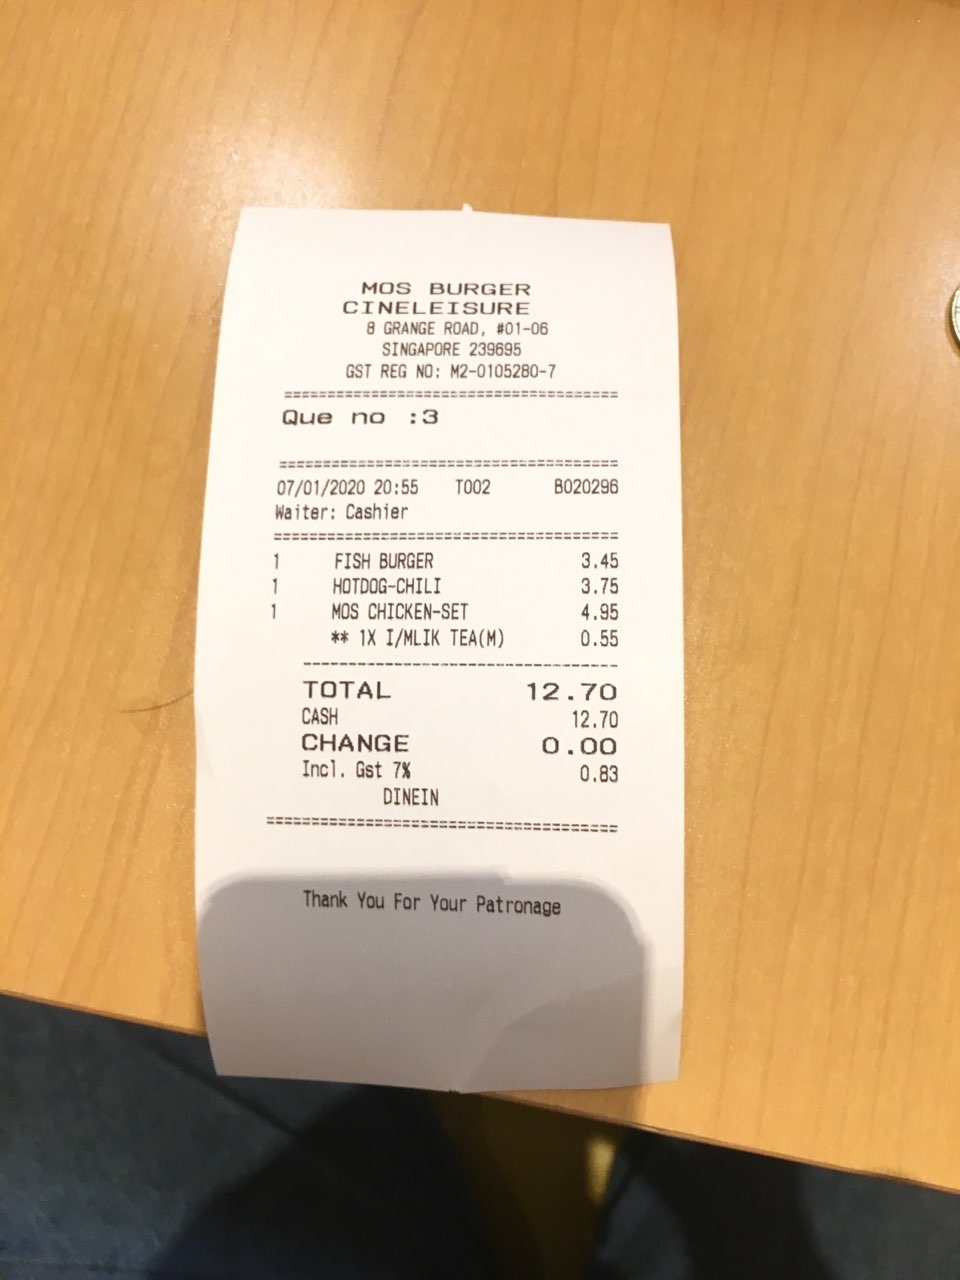 MOS BURGER
CINELEISURE
8 GRANGE ROAD, #01-06
SINGAPORE 239695
GST REG NO: M2-0105280-7
======================================
Que no :3
======================================
07/01/2020 20:55 T002 B020296
Waiter: Cashier
======================================
1 FISH BURGER 3.45
1 HOTDOG-CHILI 3.75
1 MOS CHICKEN-SET 4.95
** 1X I/MLIK TEA(M) 0.55
--------------------------------------
TOTAL 12.70
CASH 12.70
CHANGE 0.00
Incl. Gst 7% 0.83
DINEIN
======================================
Thank You For Your Patronage